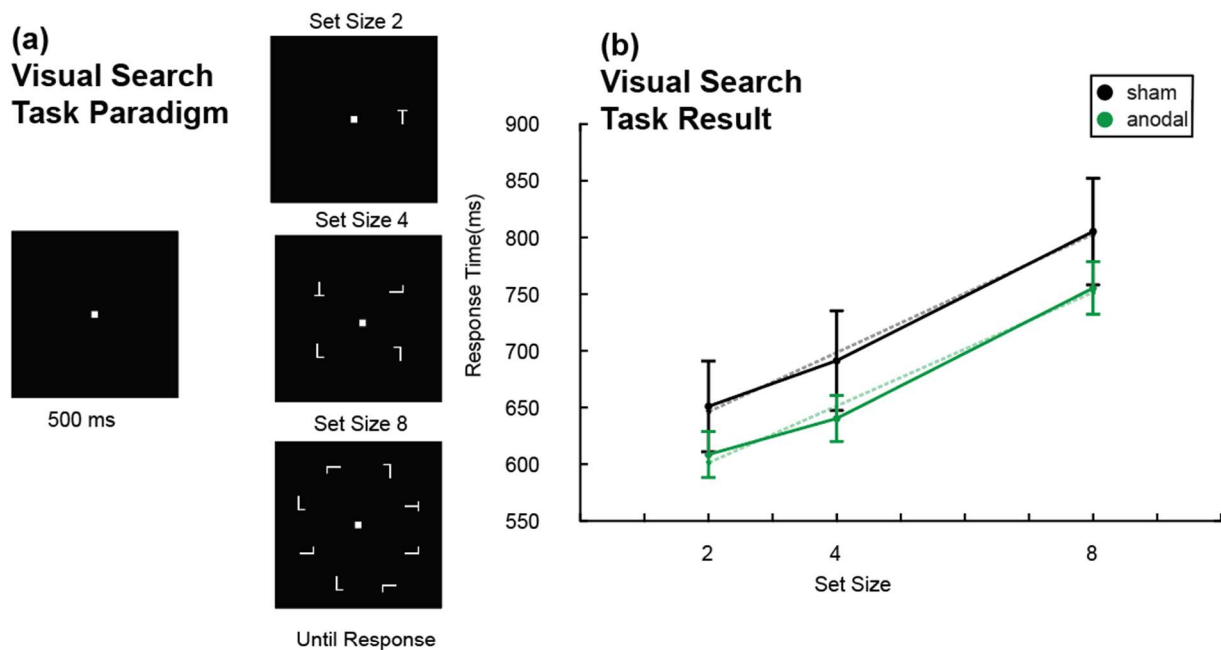 (a)
Visual Search
Task Paradigm
500 ms
Set Size 2
T
Set Size 4
Set Size 8
Until Response
(b)
Visual Search
Task Result
sham
anodal
Response Time(ms)
900
850
800
750
700
650
600
550
2 4 8
Set Size